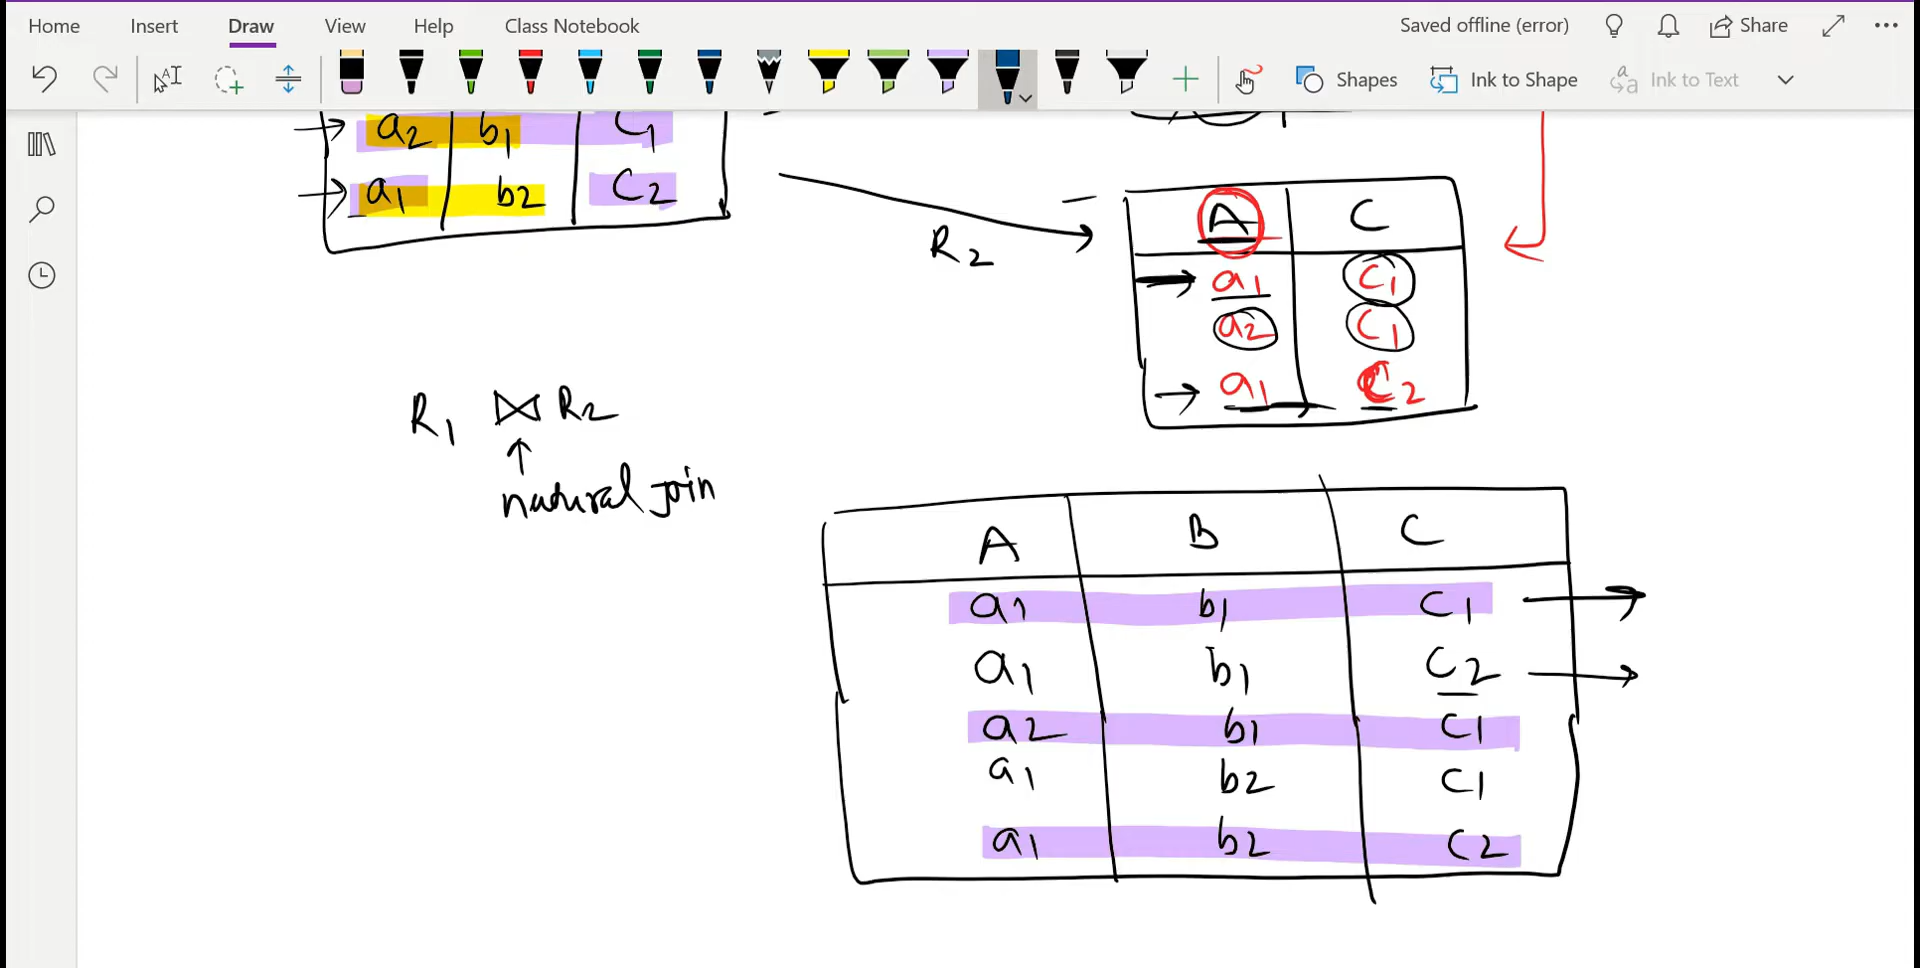 Home Insert Draw View Help Class Notebook Saved offline (error) Share
Shapes Ink to Shape Ink to Text
a2 b1 C1
a1 b2 C2
R2
A C
a1 C1
a2 C1
a1 C2
R1 ⋈ R2
natural join
A B C
a1 b1 C1
a1 b1 C2
a2 b1 C1
a1 b2 C1
a1 b2 C2